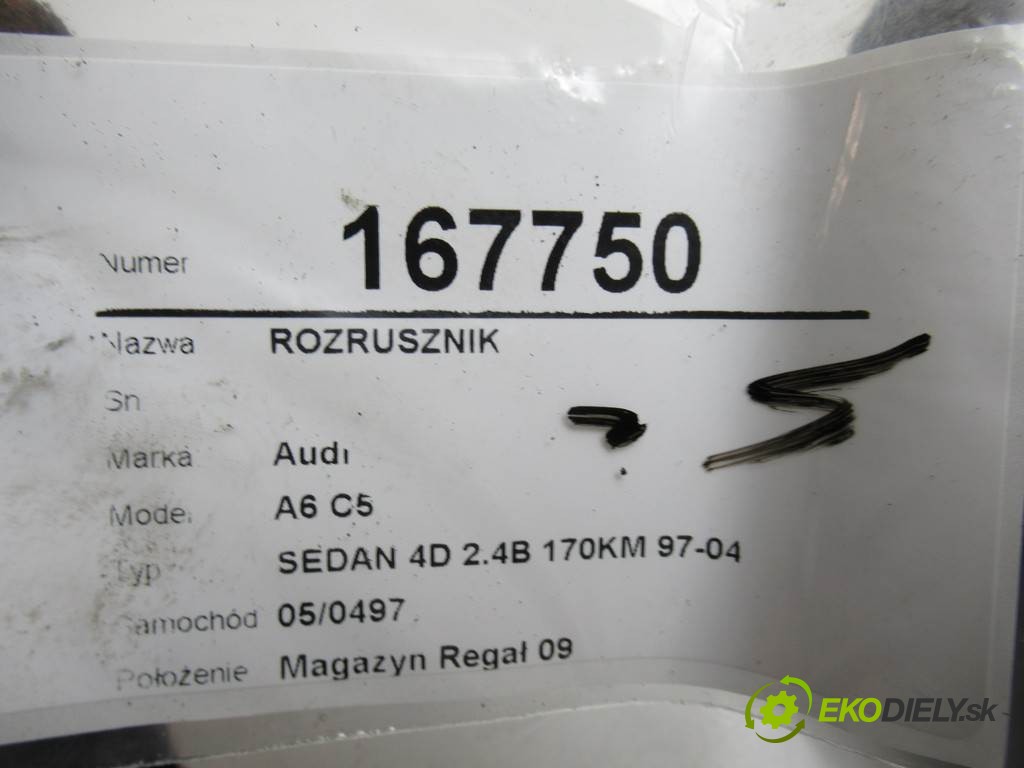 Numer 167750
Nazwa ROZRUSZNIK
Sn
Marka Audi
Model A6 C5
Typ SEDAN 4D 2.4B 170KM 97-04
Samochód 05/0497
Położenie Magazyn Regał 09
EKODIELY.sk